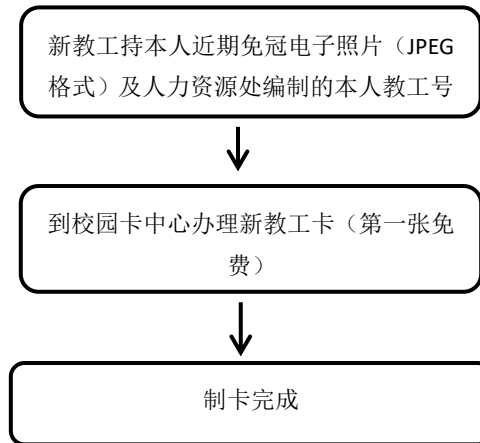 新教工持本人近期免冠电子照片（JPEG
格式）及人力资源处编制的本人教工号
到校园卡中心办理新教工卡（第一张免
费）
制卡完成